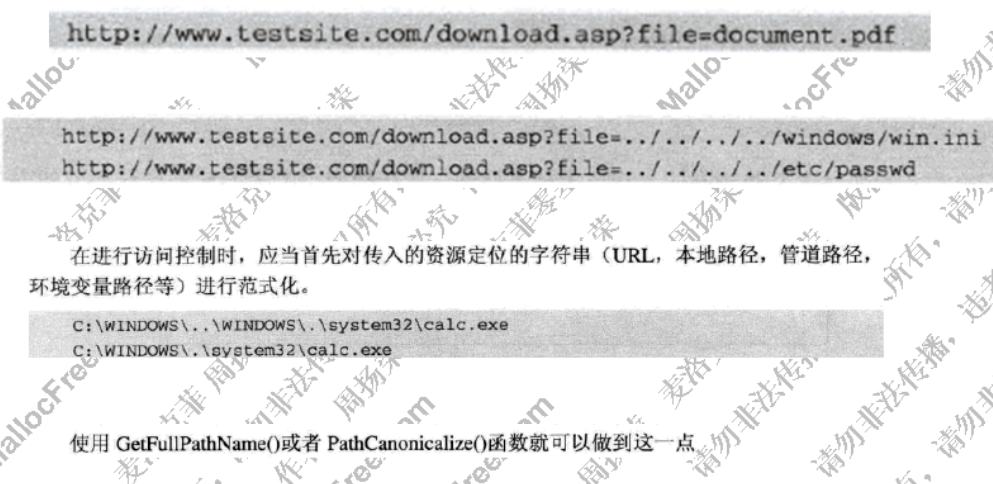 http://www.testsite.com/download.asp?file=document.pdf
http://www.testsite.com/download.asp?file=../../../../windows/win.ini
http://www.testsite.com/download.asp?file=../../../../etc/passwd
在进行访问控制时，应当首先对传入的资源定位的字符串（URL，本地路径，管道路径，
环境变量路径等）进行范式化。
C:\WINDOWS\..\WINDOWS\.\system32\calc.exe
C:\WINDOWS\.\system32\calc.exe
使用 GetFullPathName()或者 PathCanonicalize()函数就可以做到这一点